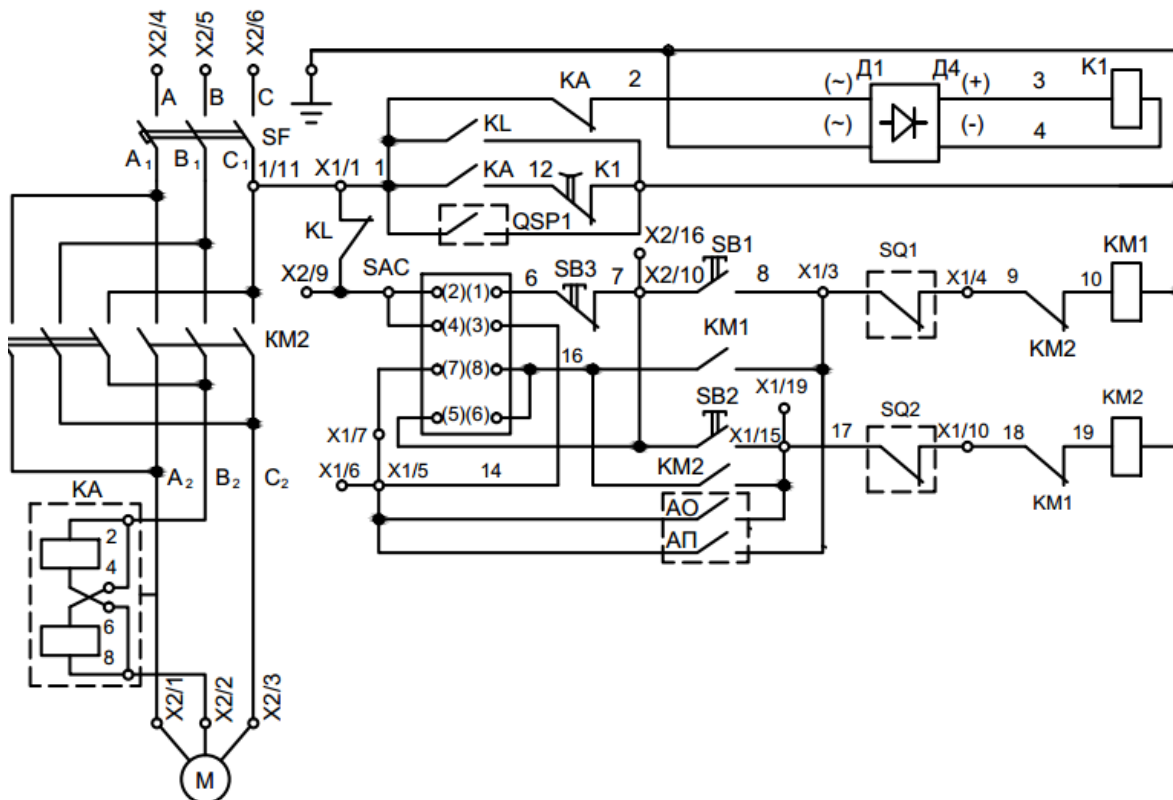 X2/4 X2/5 X2/6
A B C
SF
A1 B1 C1
1/11 X1/1 1
KA 2 (~) Д1 Д4 (+) 3 K1
(~) (-) 4
KL
KA 12 K1
QSP1
KL
X2/9 SAC
X2/16
(2)(1) 6 SB3 7 X2/10 SB1 8 X1/3 SQ1 X1/4 9 KM2 10 KM1
(4)(3)
KM2
(7)(8) 16 KM1
(5)(6) SB2 X1/19
X1/15 17 SQ2 X1/10 18 KM1 19 KM2
X1/7
X1/6 X1/5 14 KM2
A2 B2 C2
АО
АП
KA
2
4
6
8
X2/1 X2/2 X2/3
M